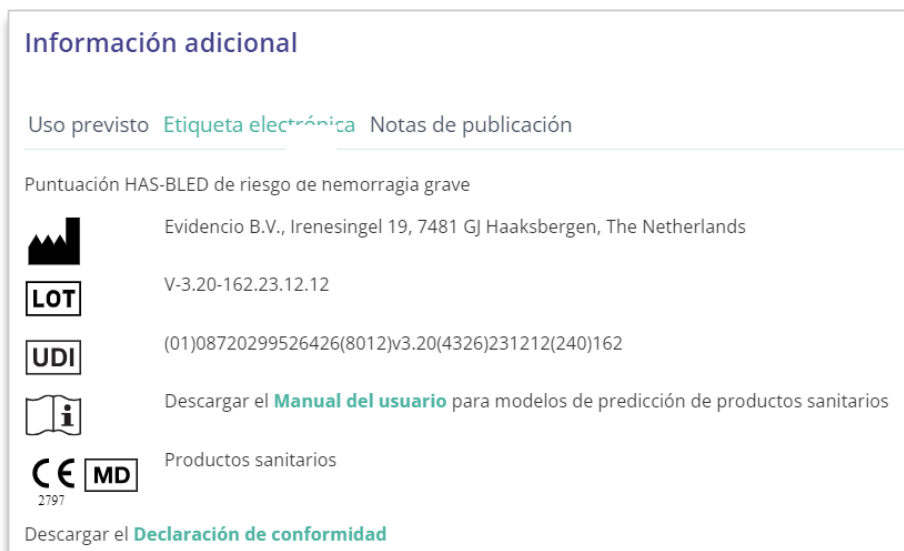 Información adicional
Uso previsto Etiqueta electrónica Notas de publicación
Puntuación HAS-BLED de riesgo de hemorragia grave
Evidencio B.V., Irenesingel 19, 7481 GJ Haaksbergen, The Netherlands
LOT V-3.20-162.23.12.12
UDI (01)08720299526426(8012)v3.20(4326)231212(240)162
i Descargar el Manual del usuario para modelos de predicción de productos sanitarios
CE MD Productos sanitarios
2797
Descargar el Declaración de conformidad